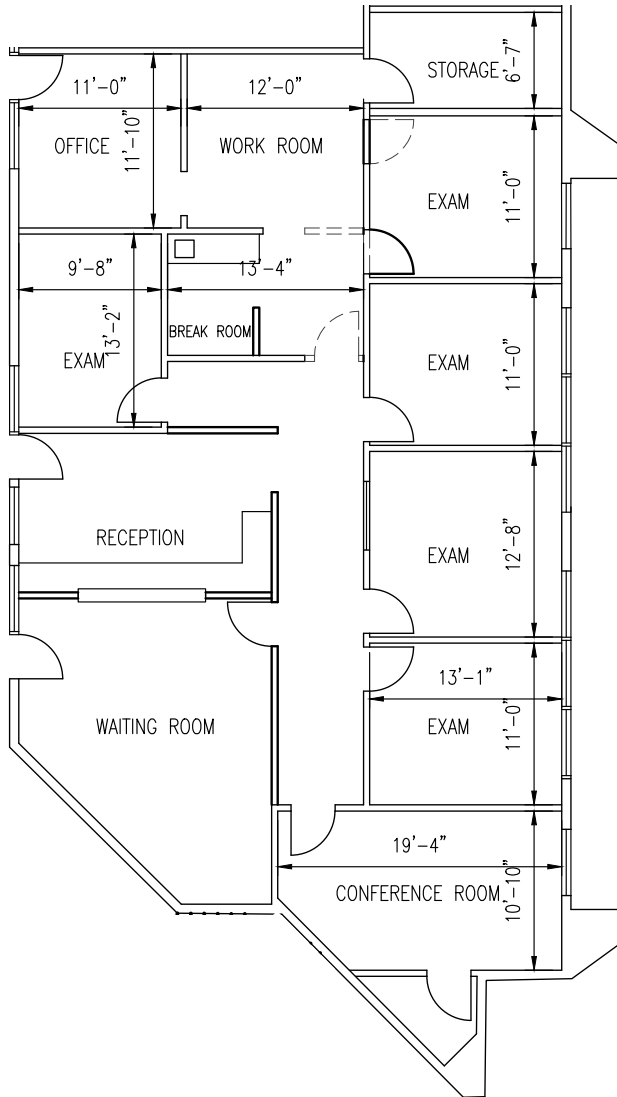 STORAGE
6'-7"
11'-0"
12'-0"
OFFICE
11'-10"
WORK ROOM
EXAM
11'-0"
9'-8"
13'-4"
13'-2"
BREAK ROOM
EXAM
EXAM
11'-0"
RECEPTION
EXAM
12'-8"
13'-1"
WAITING ROOM
EXAM
11'-0"
19'-4"
CONFERENCE ROOM
10'-10"